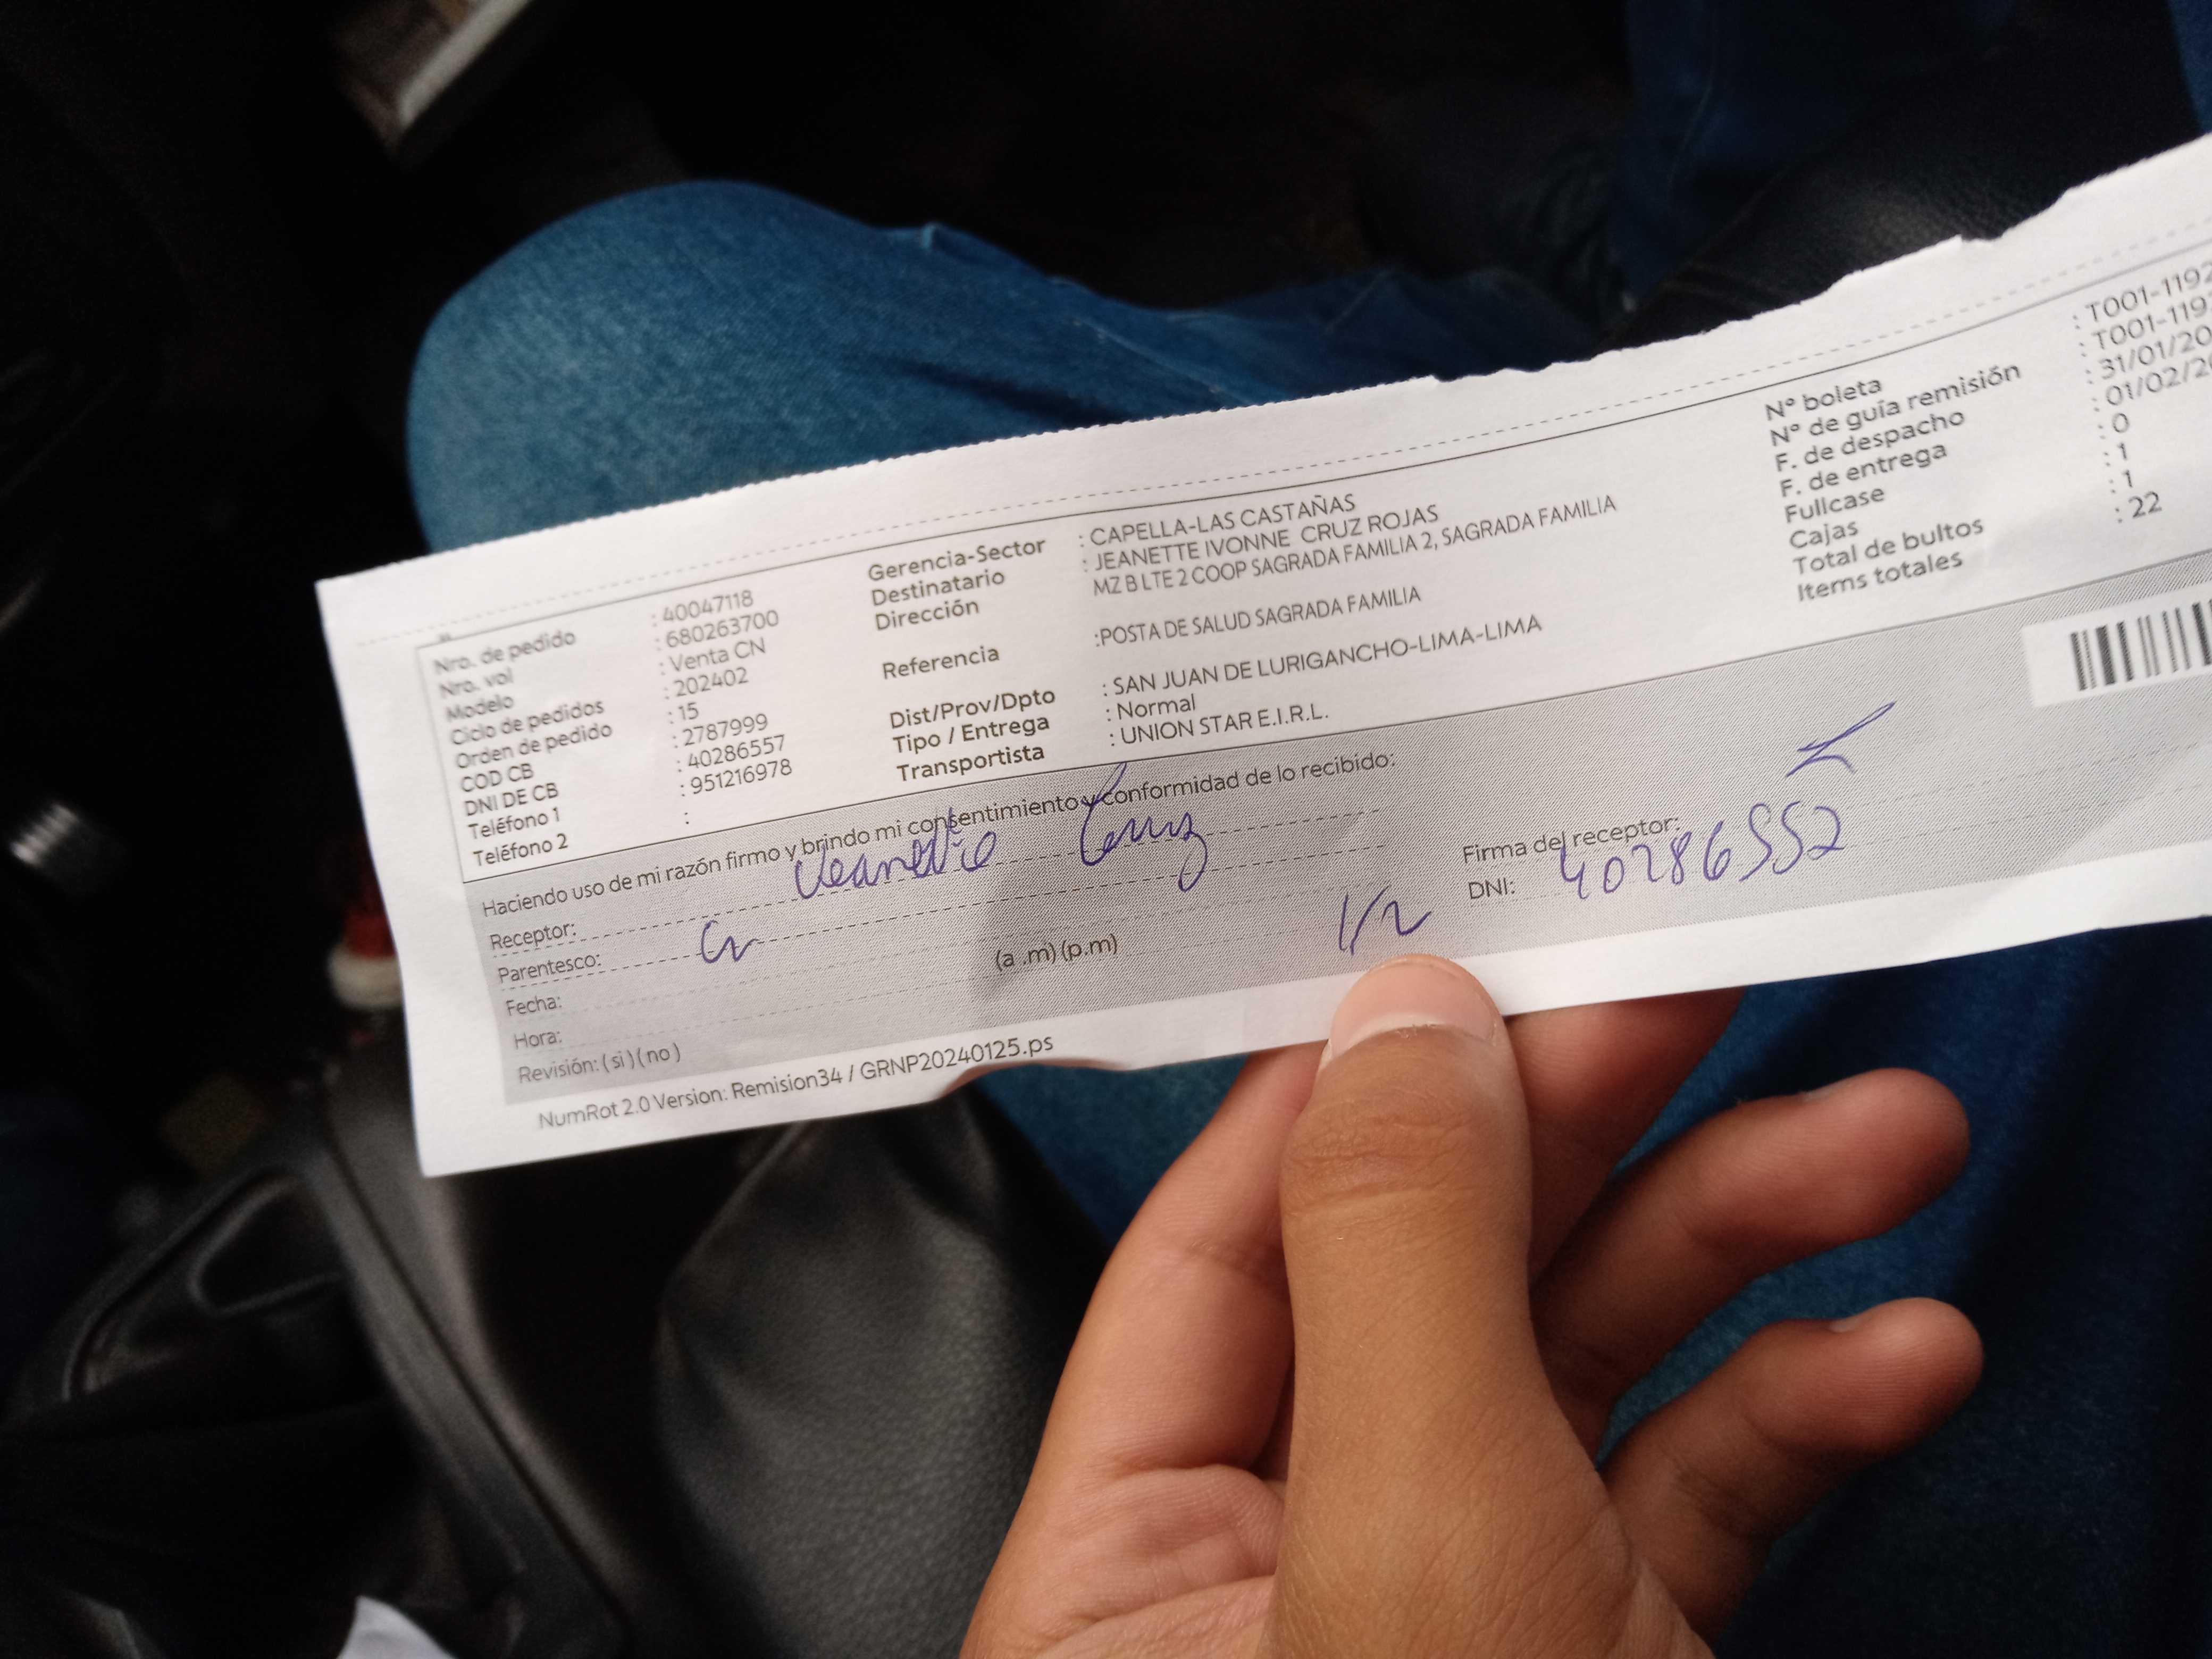 Nro. de pedido : 40047118
Nro. vol : 680263700
Modelo : Venta CN
Ciclo de pedidos : 202402
Orden de pedido : 15
COD CB : 2787999
DNI DE CB : 40286557
Teléfono 1 : 951216978
Teléfono 2 :
Gerencia-Sector : CAPELLA-LAS CASTAÑAS
Destinatario : JEANETTE IVONNE CRUZ ROJAS
Dirección MZ B LTE 2 COOP SAGRADA FAMILIA 2, SAGRADA FAMILIA
Referencia :POSTA DE SALUD SAGRADA FAMILIA
Dist/Prov/Dpto : SAN JUAN DE LURIGANCHO-LIMA-LIMA
Tipo / Entrega : Normal
Transportista : UNION STAR E.I.R.L.
N° boleta : T001-1192
N° de guía remisión : T001-119
F. de despacho : 31/01/20
F. de entrega : 01/02/2
Fullcase : 0
Cajas : 1
Total de bultos : 1
Items totales : 22
Haciendo uso de mi razón firmo y brindo mi consentimiento y conformidad de lo recibido:
Receptor: Jeanette Cruz
Parentesco:
Fecha:
Hora: (a .m) (p.m)
Revisión: ( si ) ( no )
1/2
Firma del receptor:
DNI: 40286552
NumRot 2.0 Version: Remision34 / GRNP20240125.ps